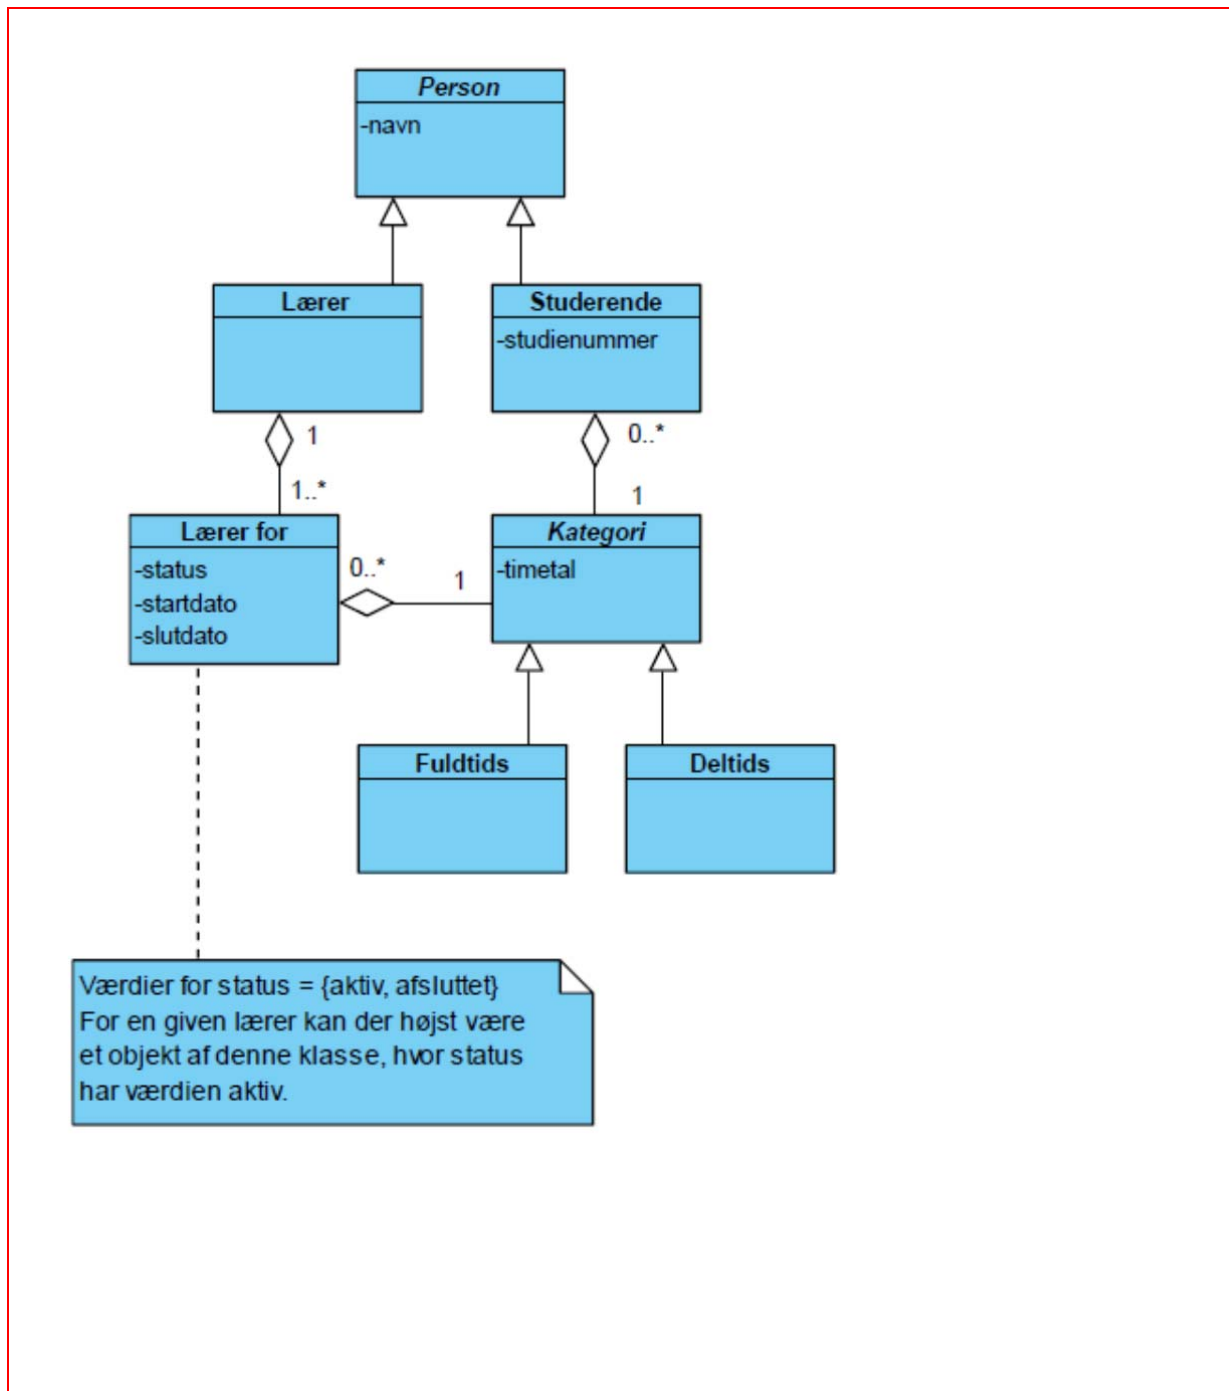 Person
-navn
Lærer
Studerende
-studienummer
1
0..*
1..*
1
Lærer for
-status
-startdato
-slutdato
0..*
1
Kategori
-timetal
Fuldtids
Deltids
Værdier for status = {aktiv, afsluttet}
For en given lærer kan der højst være
et objekt af denne klasse, hvor status
har værdien aktiv.